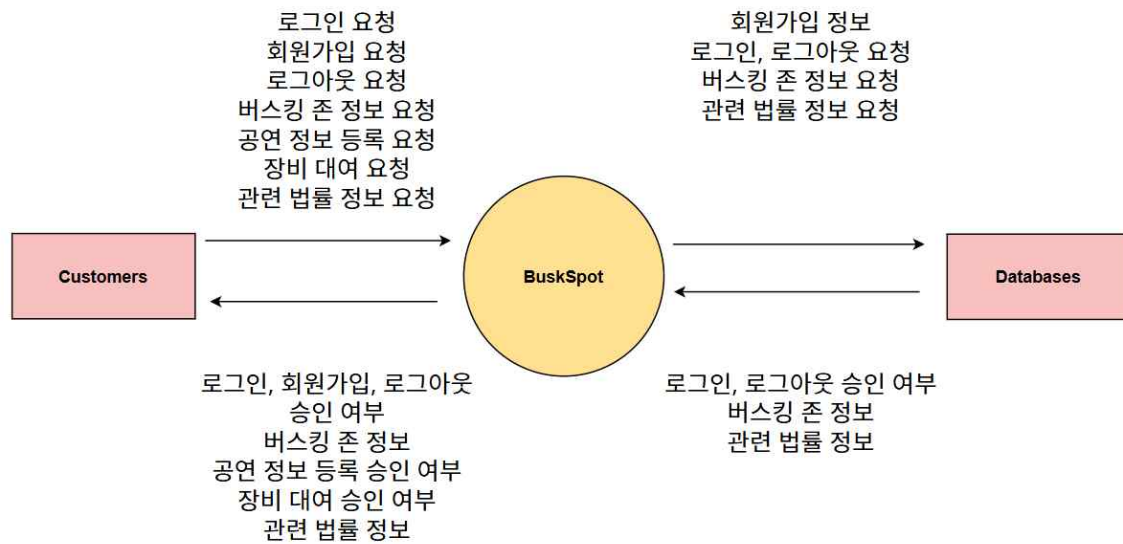 로그인 요청
회원가입 요청
로그아웃 요청
버스킹 존 정보 요청
공연 정보 등록 요청
장비 대여 요청
관련 법률 정보 요청
회원가입 정보
로그인, 로그아웃 요청
버스킹 존 정보 요청
관련 법률 정보 요청
Customers
BuskSpot
Databases
로그인, 회원가입, 로그아웃
승인 여부
버스킹 존 정보
공연 정보 등록 승인 여부
장비 대여 승인 여부
관련 법률 정보
로그인, 로그아웃 승인 여부
버스킹 존 정보
관련 법률 정보